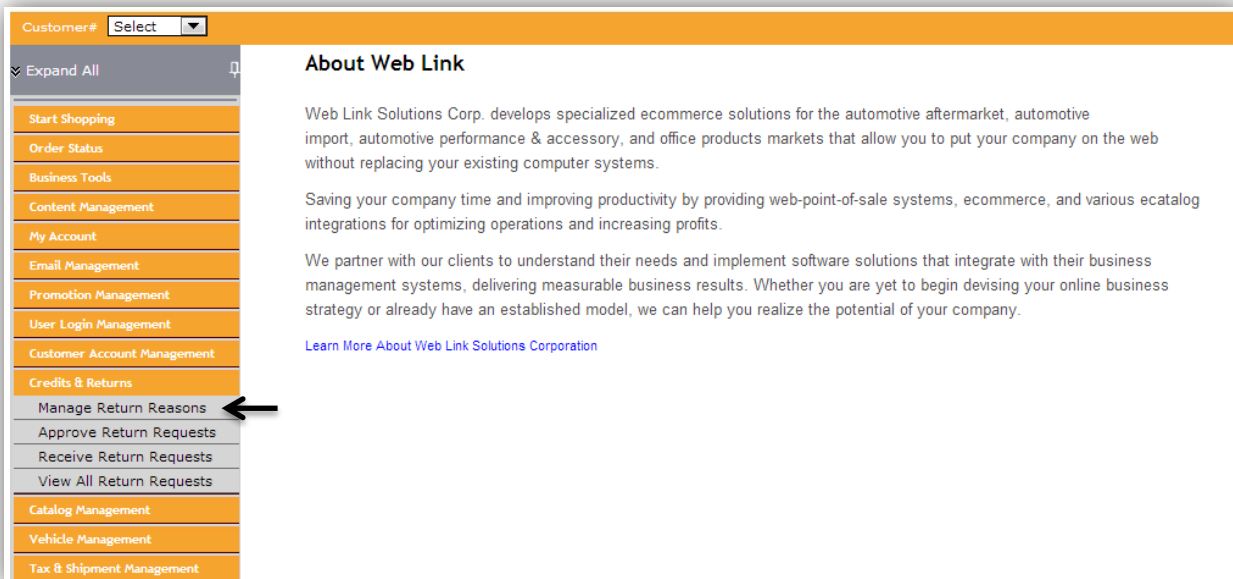 Customer# Select
Expand All
Start Shopping
Order Status
Business Tools
Content Management
My Account
Email Management
Promotion Management
User Login Management
Customer Account Management
Credits & Returns
Manage Return Reasons
Approve Return Requests
Receive Return Requests
View All Return Requests
Catalog Management
Vehicle Management
Tax & Shipment Management
About Web Link
Web Link Solutions Corp. develops specialized ecommerce solutions for the automotive aftermarket, automotive
import, automotive performance & accessory, and office products markets that allow you to put your company on the web
without replacing your existing computer systems.
Saving your company time and improving productivity by providing web-point-of-sale systems, ecommerce, and various ecatalog
integrations for optimizing operations and increasing profits.
We partner with our clients to understand their needs and implement software solutions that integrate with their business
management systems, delivering measurable business results. Whether you are yet to begin devising your online business
strategy or already have an established model, we can help you realize the potential of your company.
Learn More About Web Link Solutions Corporation